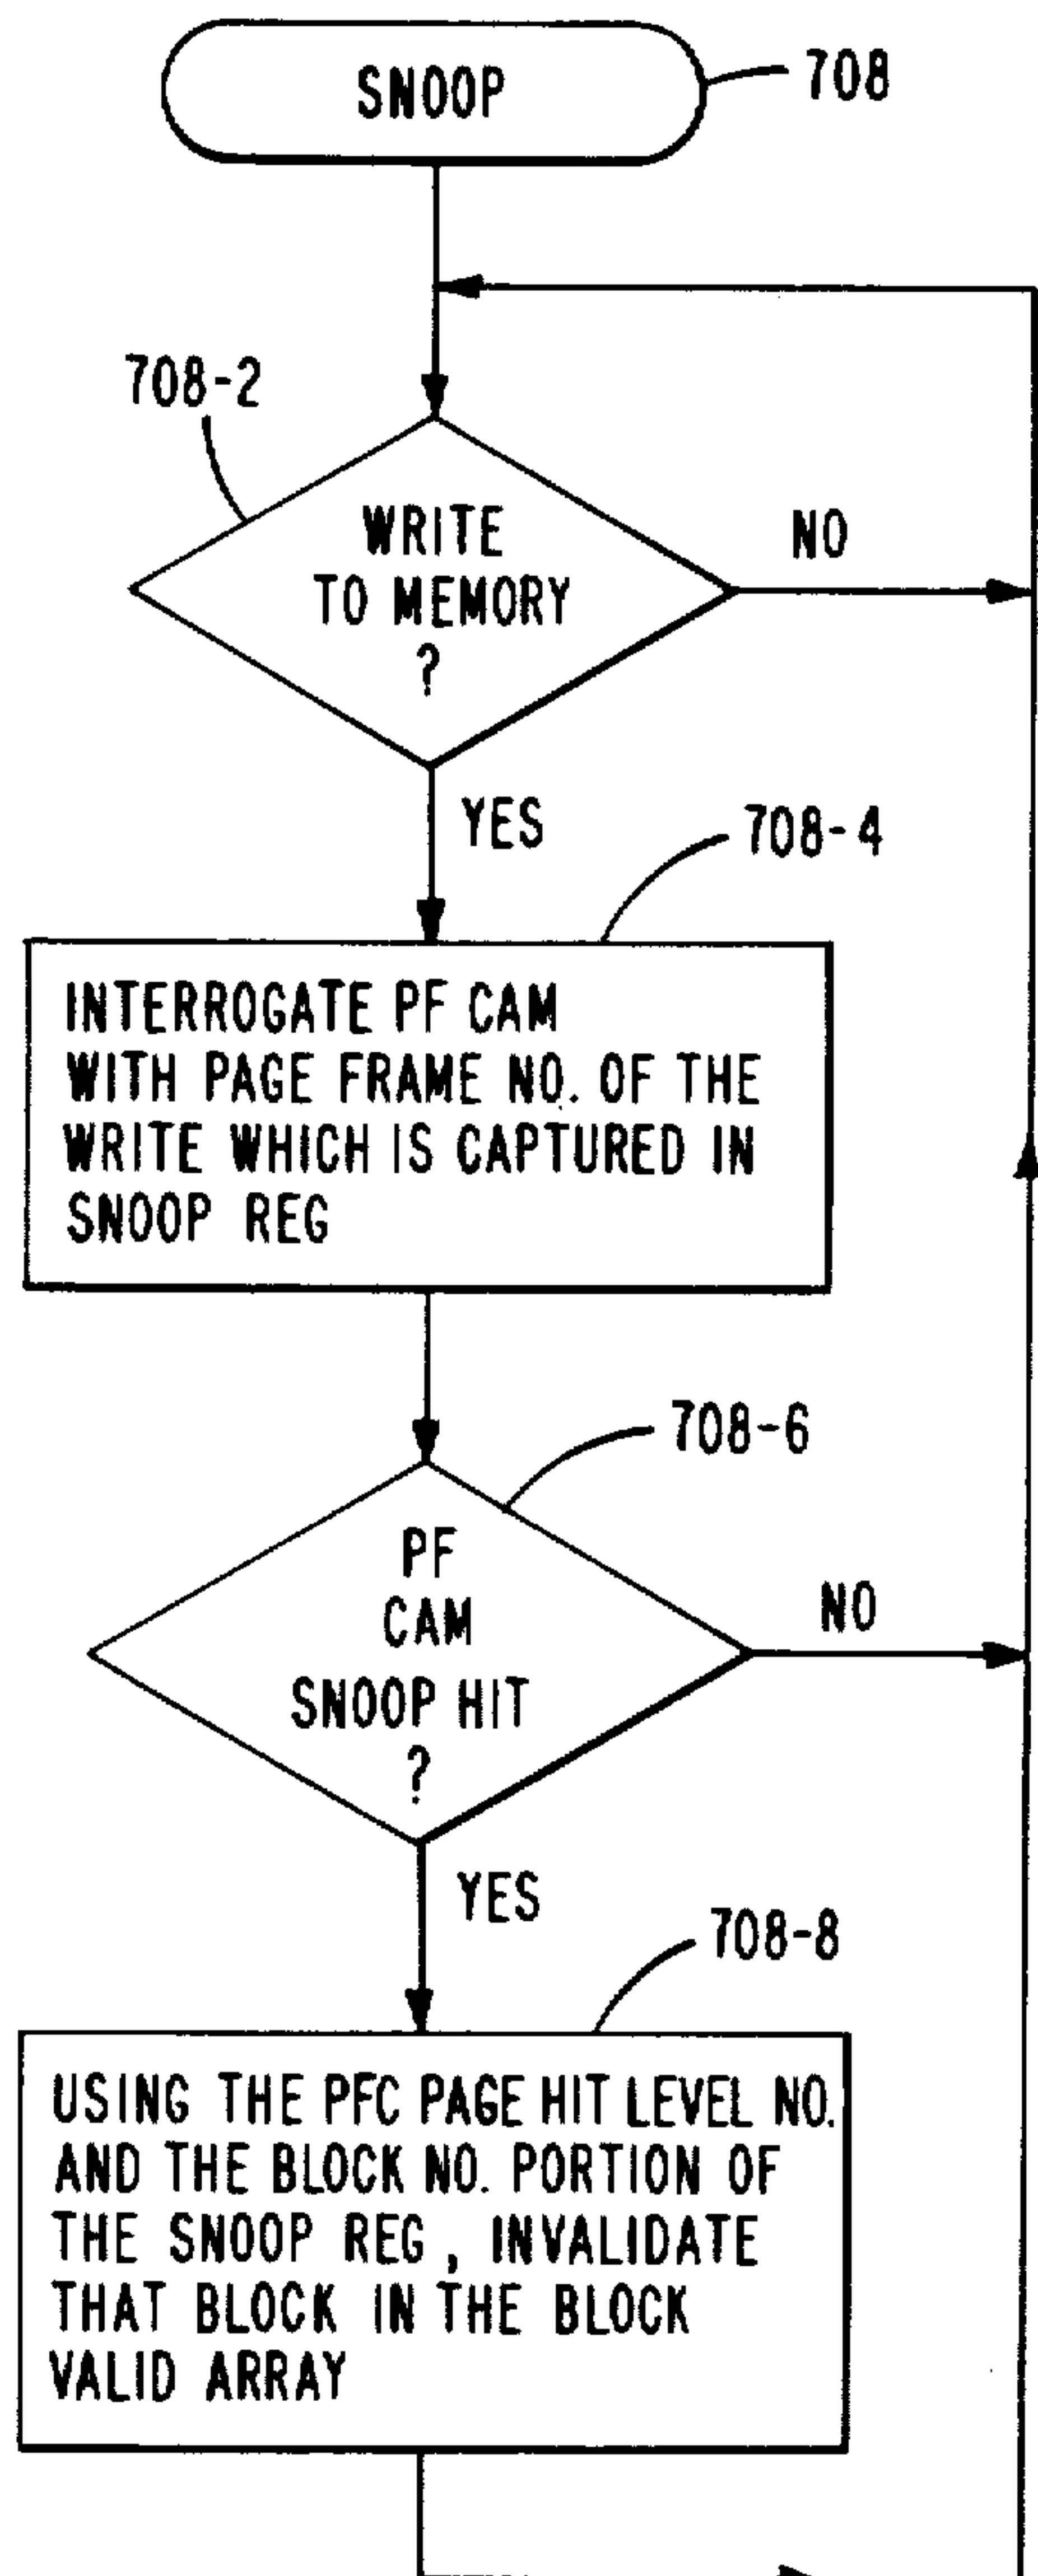 SNOOP
708
708-2
WRITE
TO MEMORY
?
NO
YES
708-4
INTERROGATE PF CAM
WITH PAGE FRAME NO. OF THE
WRITE WHICH IS CAPTURED IN
SNOOP REG
708-6
PF
CAM
SNOOP HIT
?
NO
YES
708-8
USING THE PFC PAGE HIT LEVEL NO.
AND THE BLOCK NO. PORTION OF
THE SNOOP REG, INVALIDATE
THAT BLOCK IN THE BLOCK
VALID ARRAY